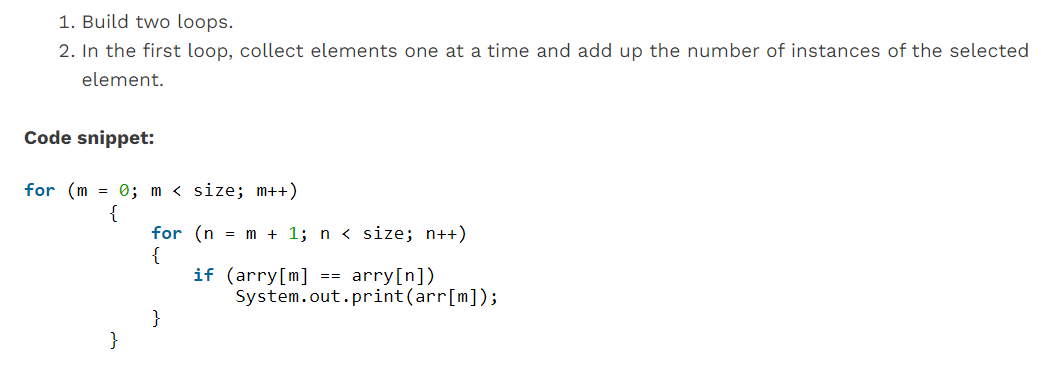 1. Build two loops.
2. In the first loop, collect elements one at a time and add up the number of instances of the selected
element.
Code snippet:
for (m = 0; m < size; m++)
{
for (n = m + 1; n < size; n++)
{
if (arry[m] == arry[n])
System.out.print(arr[m]);
}
}